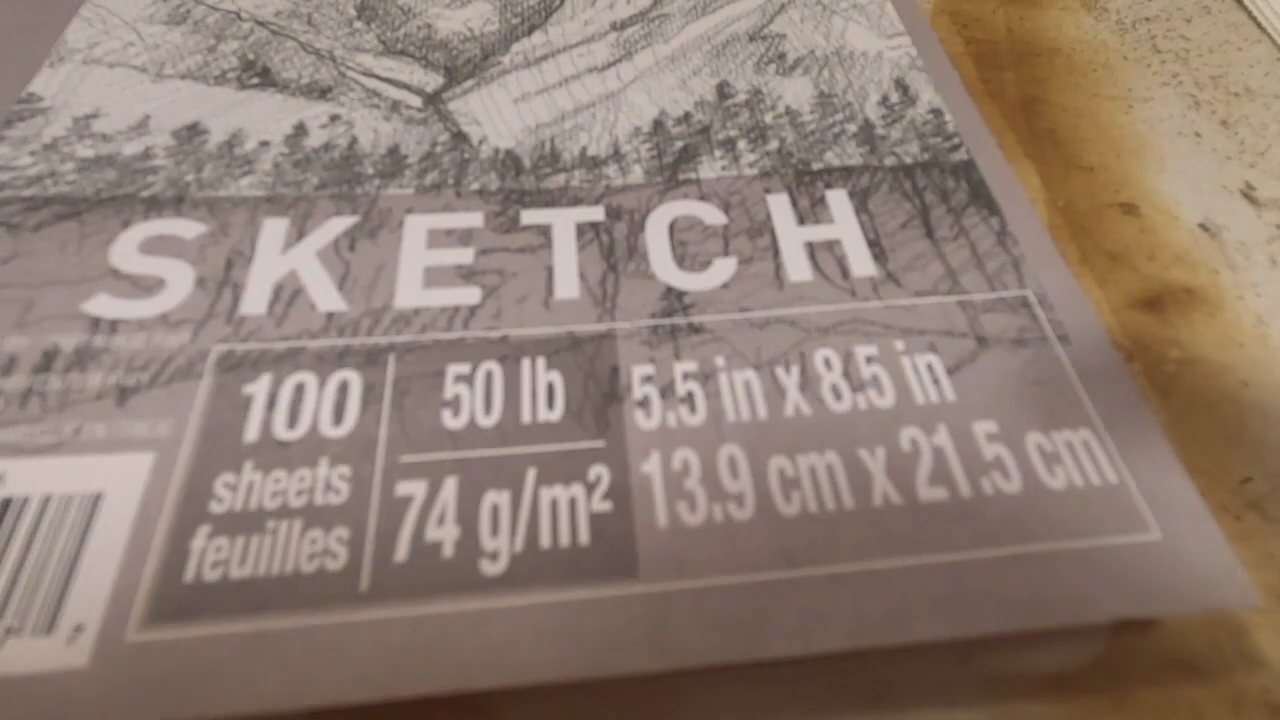 SKETCH
100
sheets
feuilles
50 lb
74 g/m²
5.5 in x 8.5 in
13.9 cm x 21.5 cm